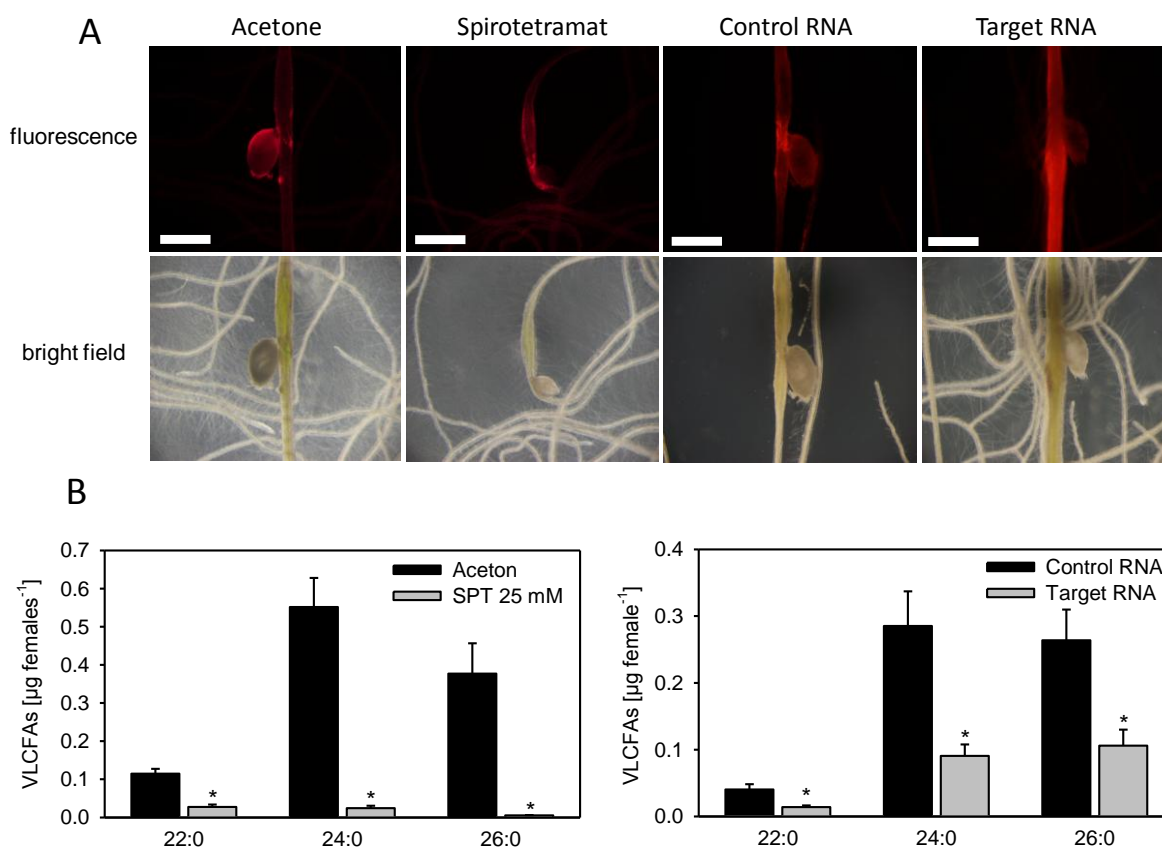 A
Acetone Spirotetramat Control RNA Target RNA
fluorescence
bright field
B
VLCFAs [µg females⁻¹]
0.7
0.6
0.5
0.4
0.3
0.2
0.1
0.0
Aceton
SPT 25 mM
*
*
*
22:0 24:0 26:0
VLCFAs [µg female⁻¹]
0.4
0.3
0.2
0.1
0.0
Control RNA
Target RNA
*
*
*
22:0 24:0 26:0